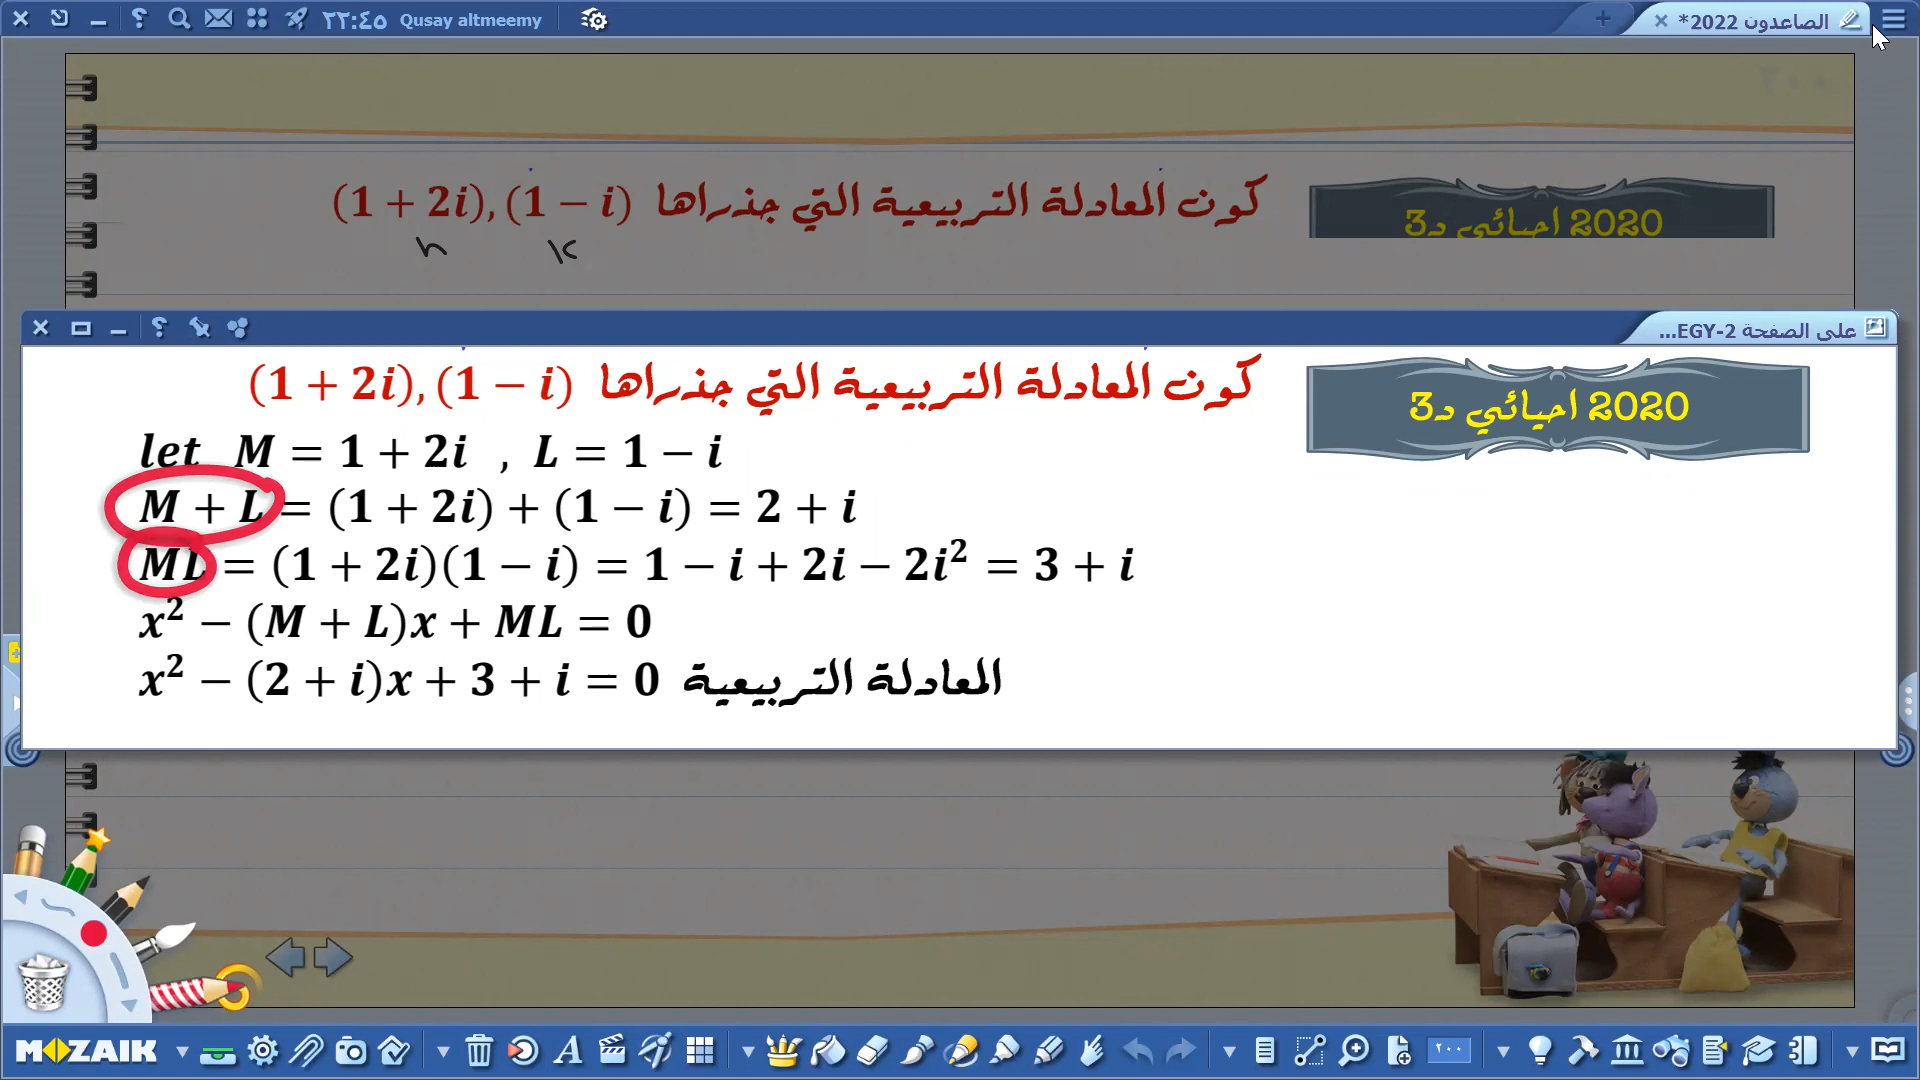 ٢٣:٤٥ Qusay altmeemy
الصاعدون 2022*
كون المعادلة التربيعية التي جذراها (1 + 2i), (1 − i)
2020 احيائي د3
h K
على الصفحة EGY-2...
كون المعادلة التربيعية التي جذراها (1 + 2i), (1 − i)
2020 احيائي د3
let M = 1 + 2i , L = 1 − i
M + L = (1 + 2i) + (1 − i) = 2 + i
ML = (1 + 2i)(1 − i) = 1 − i + 2i − 2i² = 3 + i
x² − (M + L)x + ML = 0
x² − (2 + i)x + 3 + i = 0 المعادلة التربيعية
MOZAIK
٢٠٠